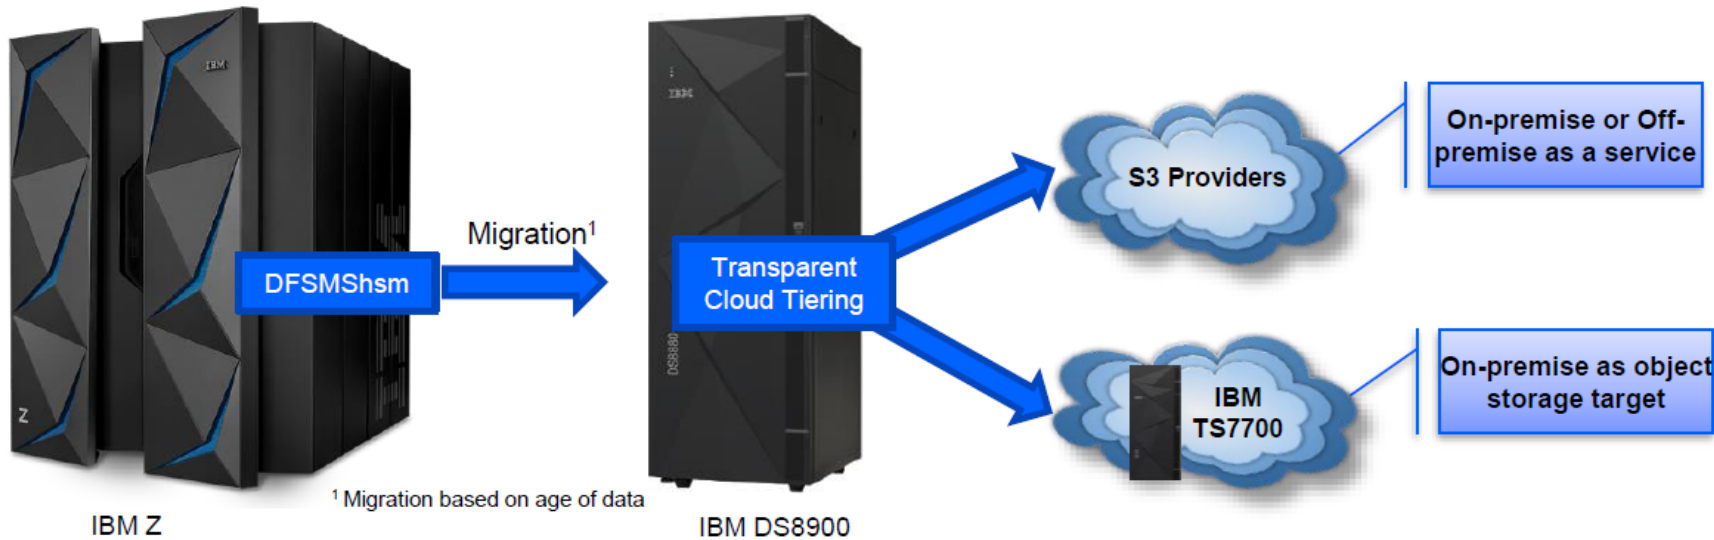 IBM
Z
DFSMShsm
Migration¹
IBM
DS8880
Transparent
Cloud Tiering
S3 Providers
On-premise or Off-
premise as a service
IBM
TS7700
On-premise as object
storage target
¹ Migration based on age of data
IBM Z
IBM DS8900